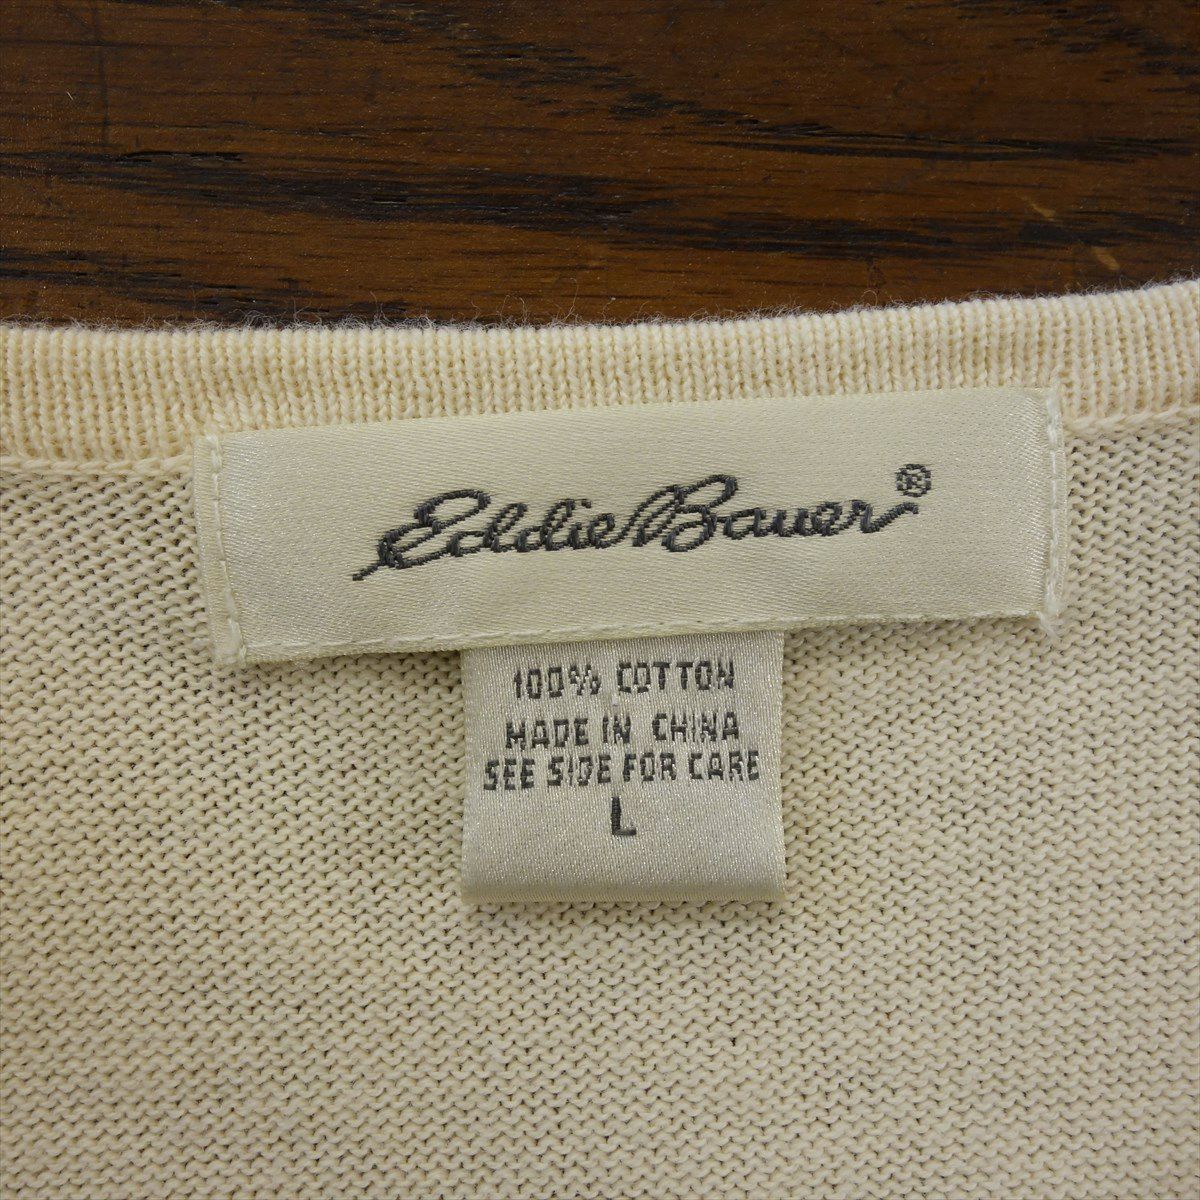 Eddie Bauer®
100% COTTON
MADE IN CHINA
SEE SIDE FOR CARE
L